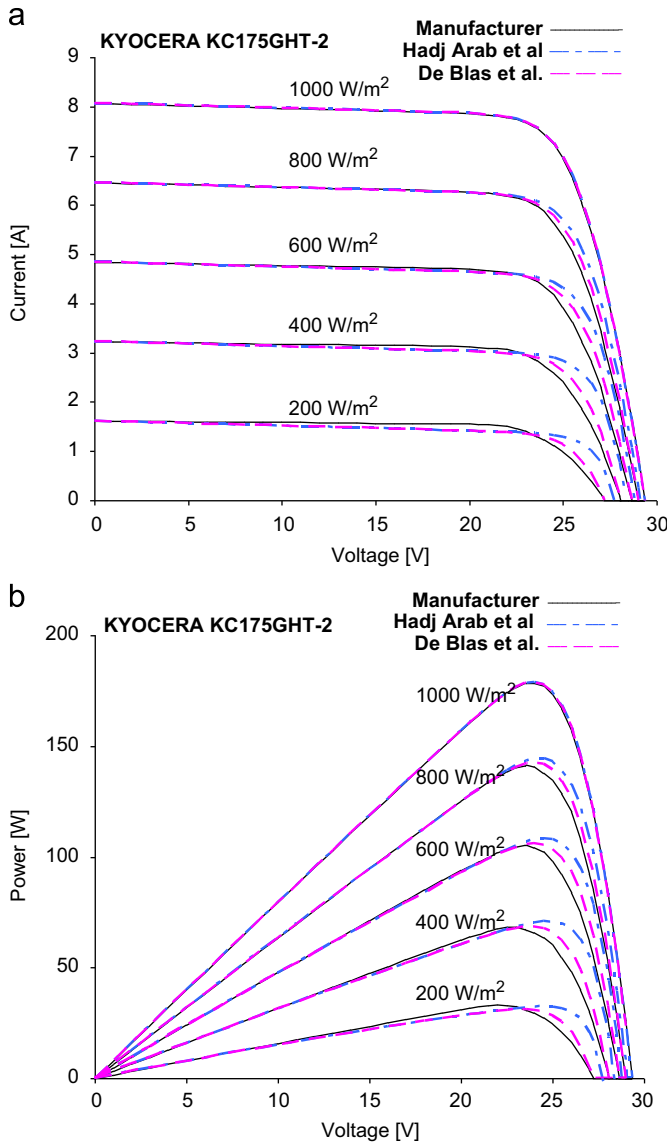 a
KYOCERA KC175GHT-2
Manufacturer
Hadj Arab et al
De Blas et al.
9
8
7
6
5
4
3
2
1
0
Current [A]
1000 W/m²
800 W/m²
600 W/m²
400 W/m²
200 W/m²
0 5 10 15 20 25 30
Voltage [V]
b
KYOCERA KC175GHT-2
Manufacturer
Hadj Arab et al
De Blas et al.
200
150
100
50
0
Power [W]
1000 W/m²
800 W/m²
600 W/m²
400 W/m²
200 W/m²
0 5 10 15 20 25 30
Voltage [V]